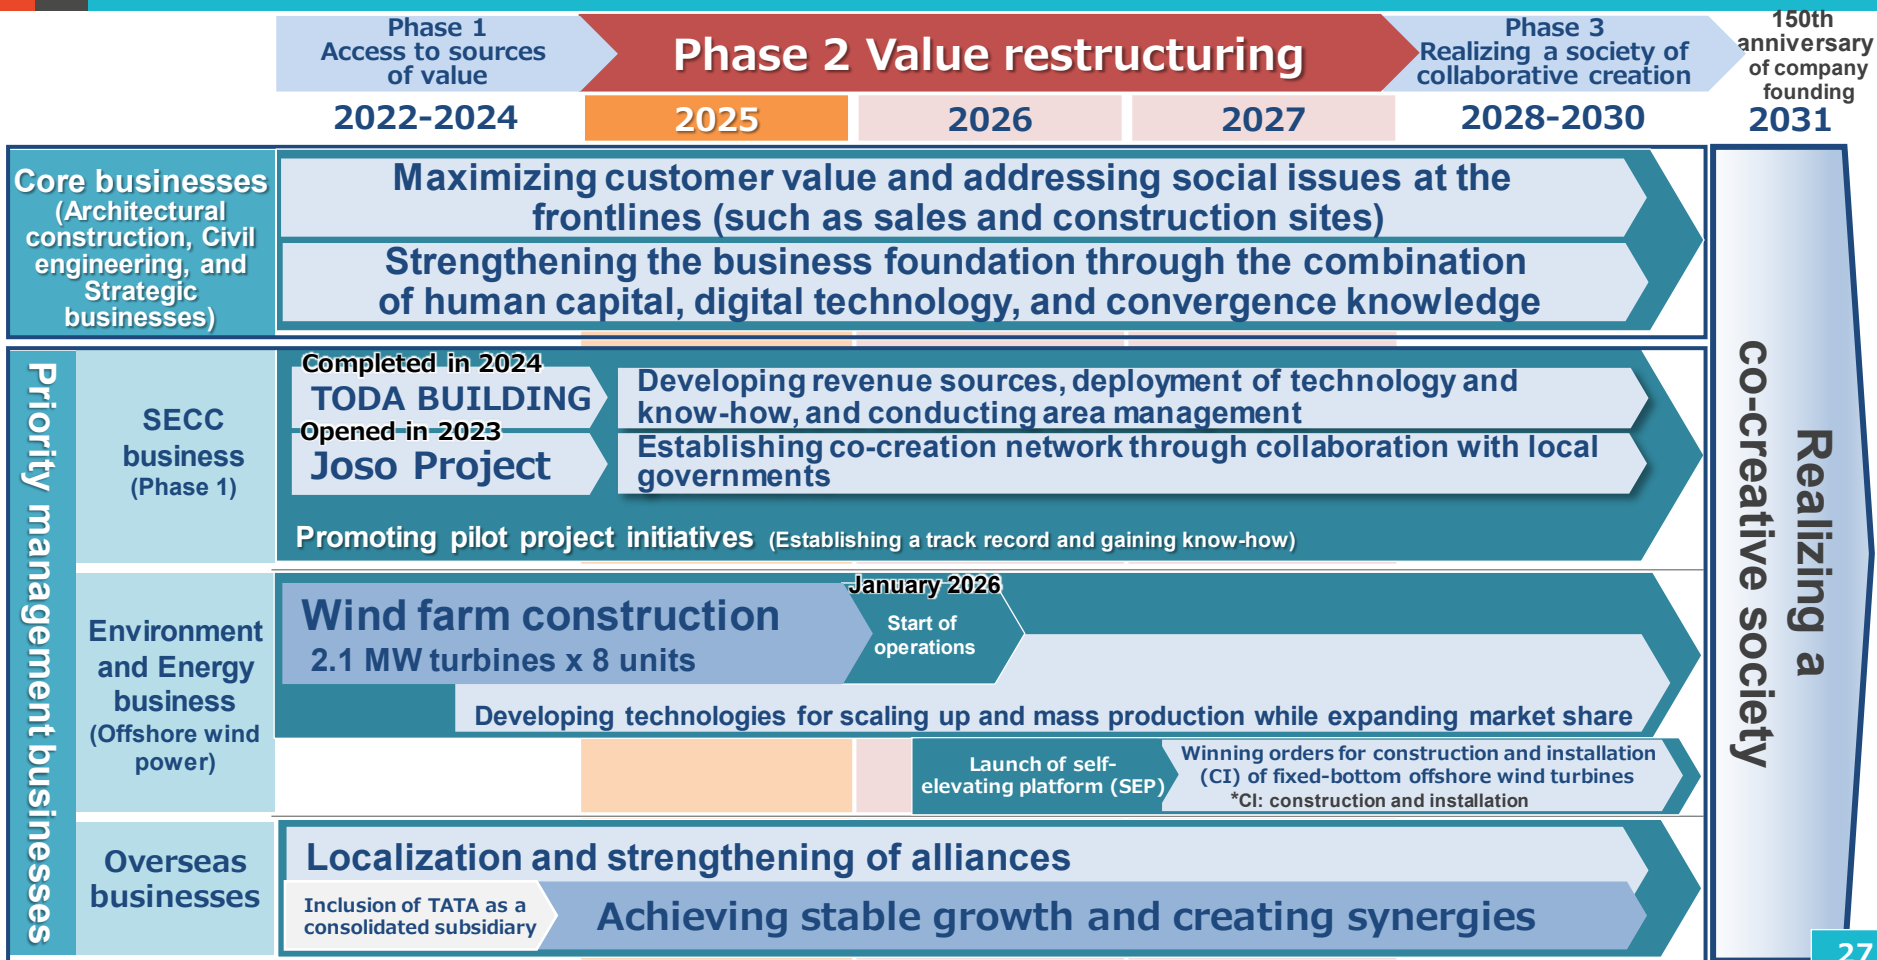 Phase 1
Access to sources
of value
Phase 2 Value restructuring
Phase 3
Realizing a society of
collaborative creation
150th
anniversary
of company
founding
2022-2024
2025
2026
2027
2028-2030
2031
Core businesses
(Architectural
construction, Civil
engineering, and
Strategic
businesses)
Maximizing customer value and addressing social issues at the
frontlines (such as sales and construction sites)
Strengthening the business foundation through the combination
of human capital, digital technology, and convergence knowledge
Priority management businesses
SECC
business
(Phase 1)
Completed in 2024
TODA BUILDING
Opened in 2023
Joso Project
Developing revenue sources, deployment of technology and
know-how, and conducting area management
Establishing co-creation network through collaboration with local
governments
Promoting pilot project initiatives (Establishing a track record and gaining know-how)
Environment
and Energy
business
(Offshore wind
power)
Wind farm construction
2.1 MW turbines x 8 units
January 2026
Start of
operations
Developing technologies for scaling up and mass production while expanding market share
Launch of self-
elevating platform (SEP)
Winning orders for construction and installation
(CI) of fixed-bottom offshore wind turbines
*CI: construction and installation
Overseas
businesses
Localization and strengthening of alliances
Inclusion of TATA as a
consolidated subsidiary
Achieving stable growth and creating synergies
Realizing a
co-creative society
27